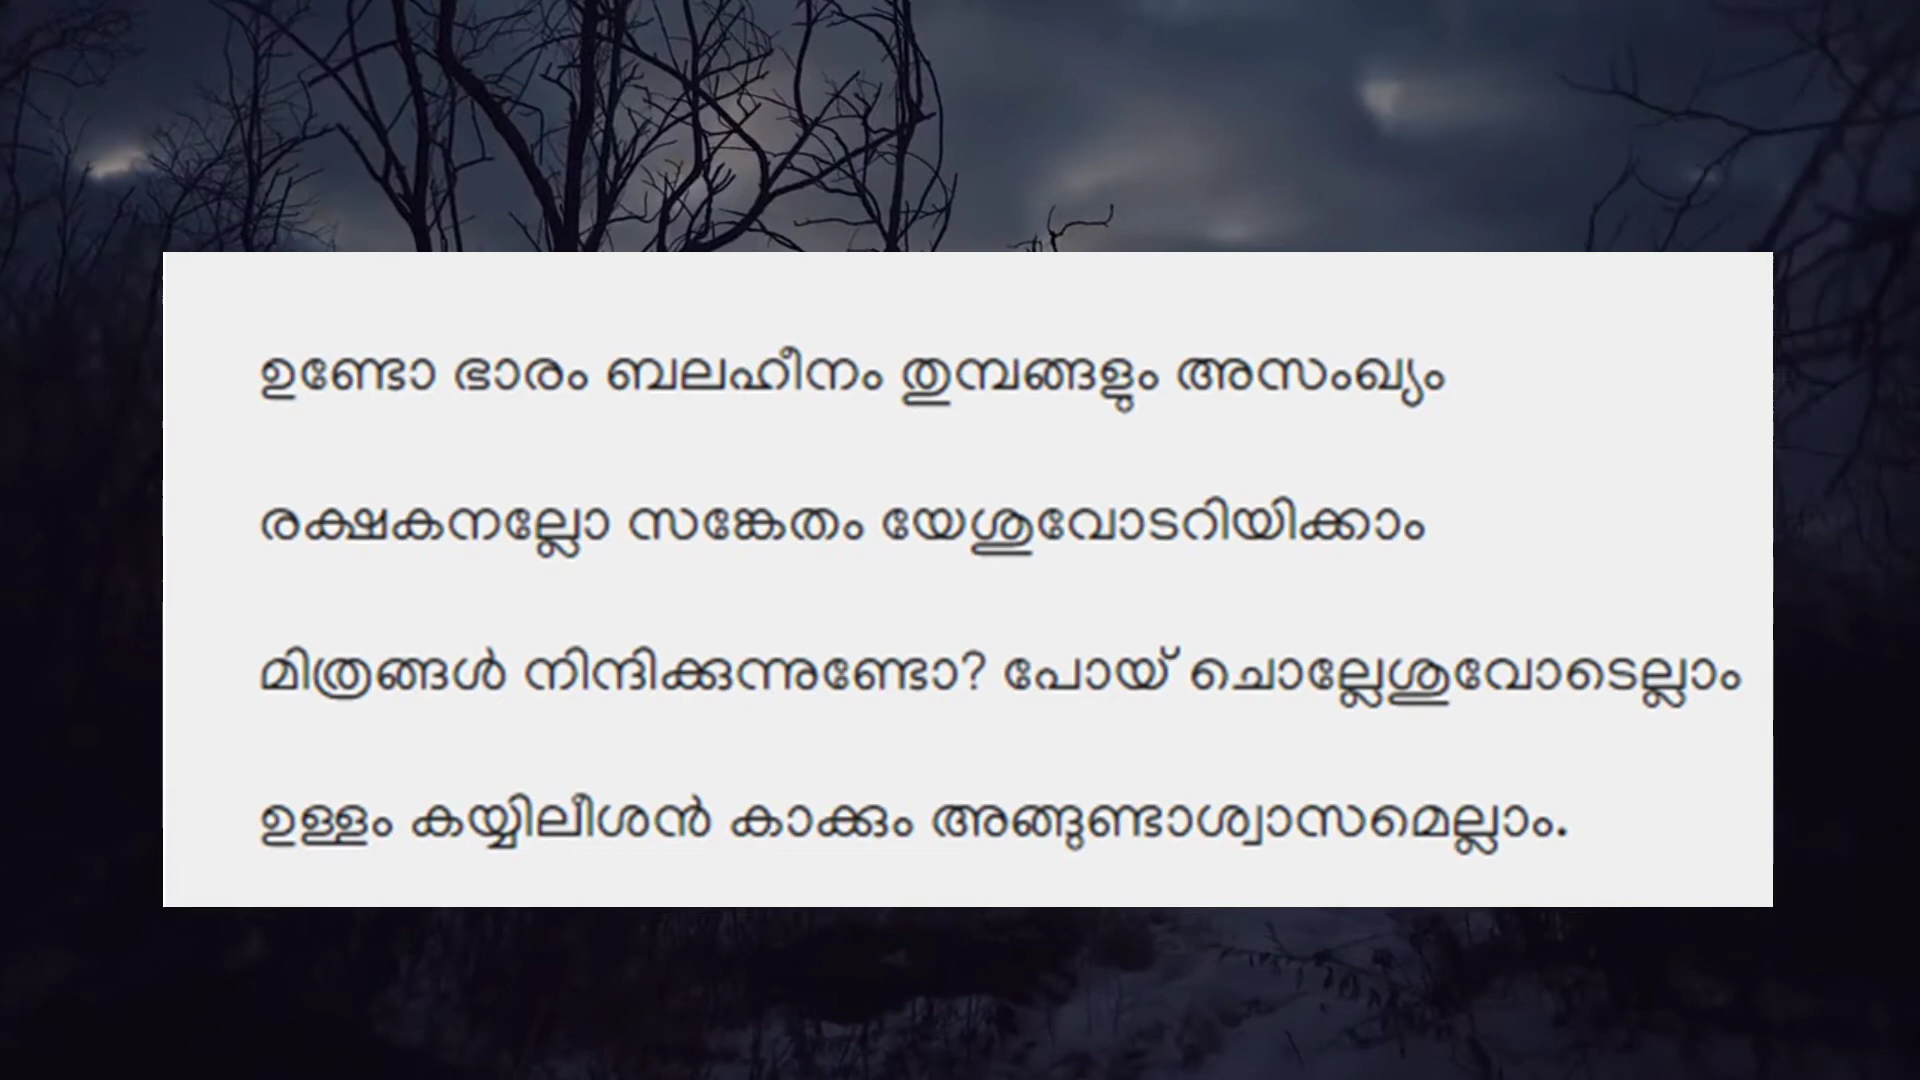 ഉണ്ടോ ഭാരം ബലഹീനം തുമ്പങ്ങളും അസംഖ്യം
രക്ഷകനല്ലോ സങ്കേതം യേശുവോടറിയിക്കാം
മിത്രങ്ങൾ നിന്ദിക്കുന്നുണ്ടോ? പോയ് ചൊല്ലേശുവോടെല്ലാം
ഉള്ളം കയ്യിലീശൻ കാക്കും അങ്ങുണ്ടാശ്വാസമെല്ലാം.